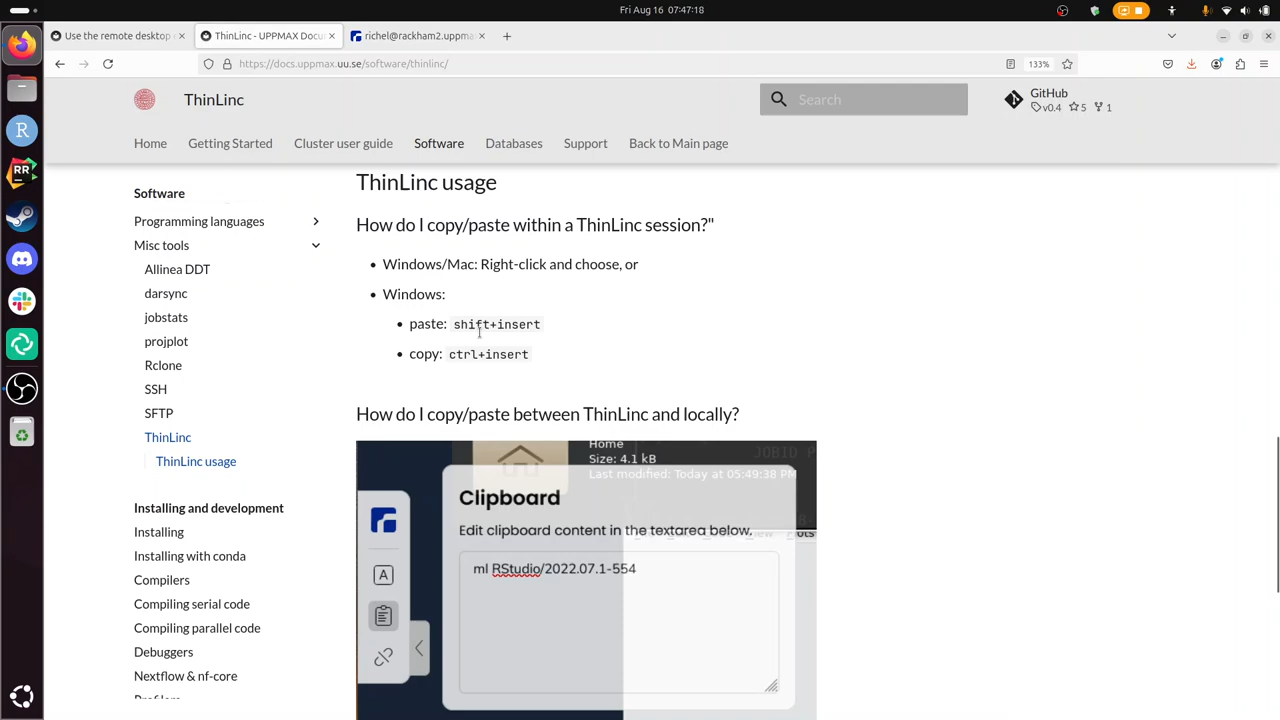 Fri Aug 16 07:47:18
Use the remote desktop
ThinLinc - UPPMAX Docu
richel@rackham2.uppma
https://docs.uppmax.uu.se/software/thinlinc/
133%
ThinLinc
Search
GitHub
v0.4 5 1
Home Getting Started Cluster user guide Software Databases Support Back to Main page
Software
Programming languages
Misc tools
Allinea DDT
darsync
jobstats
projplot
Rclone
SSH
SFTP
ThinLinc
ThinLinc usage
Installing and development
Installing
Installing with conda
Compilers
Compiling serial code
Compiling parallel code
Debuggers
Nextflow & nf-core
Profilers
ThinLinc usage
How do I copy/paste within a ThinLinc session?"
Windows/Mac: Right-click and choose, or
Windows:
paste: shift+insert
copy: ctrl+insert
How do I copy/paste between ThinLinc and locally?
Home
Size: 4.1 kB
Last modified: Today at 05:49:38 PM
JOBID P
Clipboard
Edit clipboard content in the textarea below.
ml RStudio/2022.07.1-554
A
R
RR